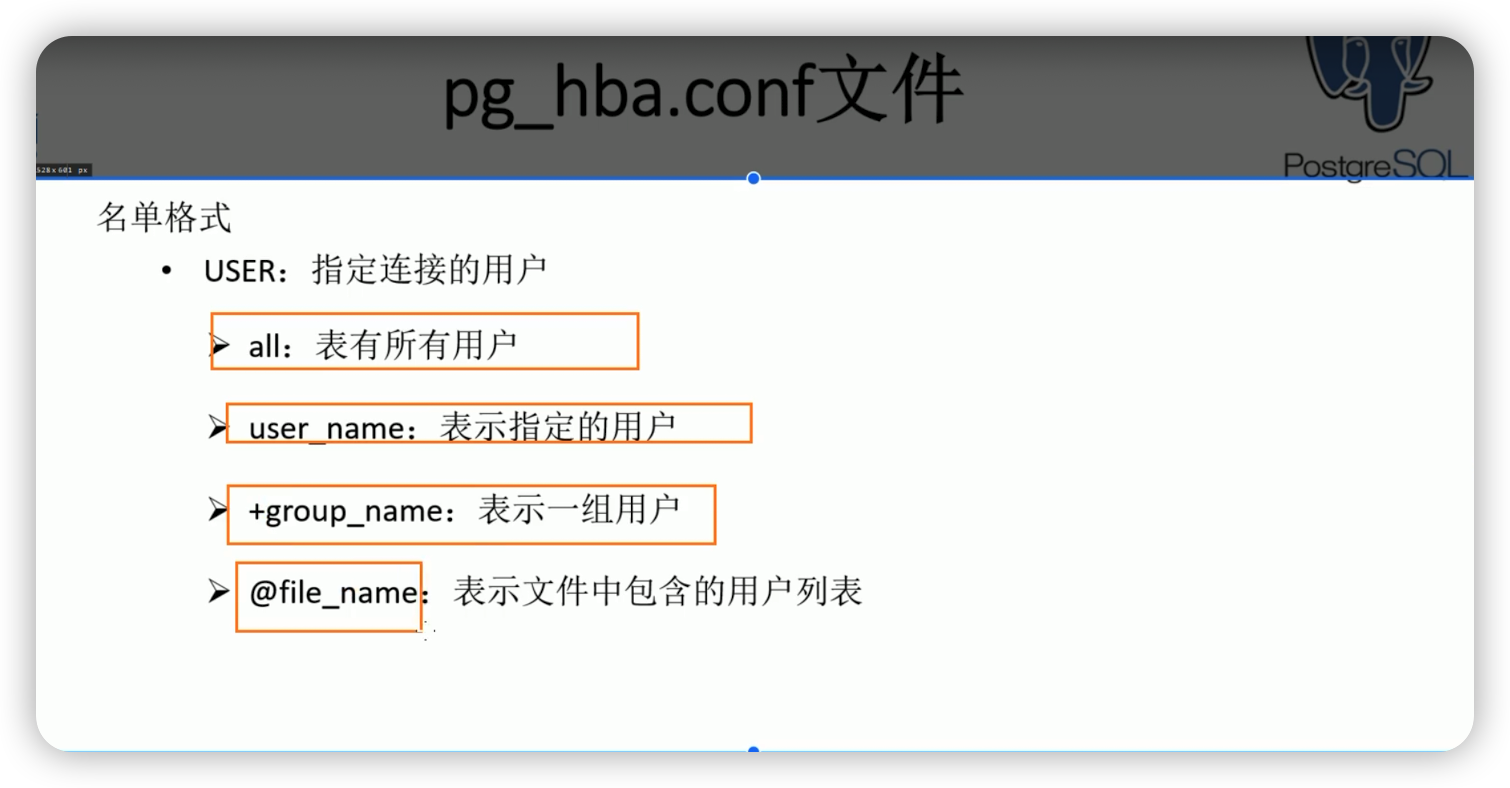 pg_hba.conf文件
528x601 px
PostgreSQL
名单格式
• USER：指定连接的用户
➢ all：表有所有用户
➢ user_name：表示指定的用户
➢ +group_name：表示一组用户
➢ @file_name：表示文件中包含的用户列表